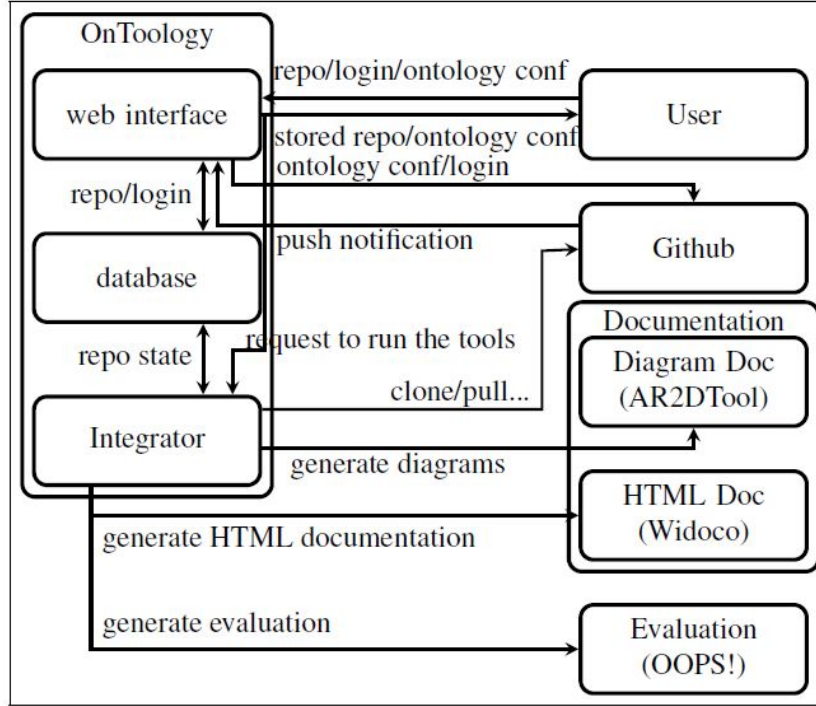 OnToology
repo/login/ontology conf
web interface
User
stored repo/ontology conf
ontology conf/login
repo/login
push notification
Github
database
Documentation
request to run the tools
repo state
Diagram Doc
(AR2DTool)
clone/pull...
Integrator
generate diagrams
HTML Doc
(Widoco)
generate HTML documentation
generate evaluation
Evaluation
(OOPS!)